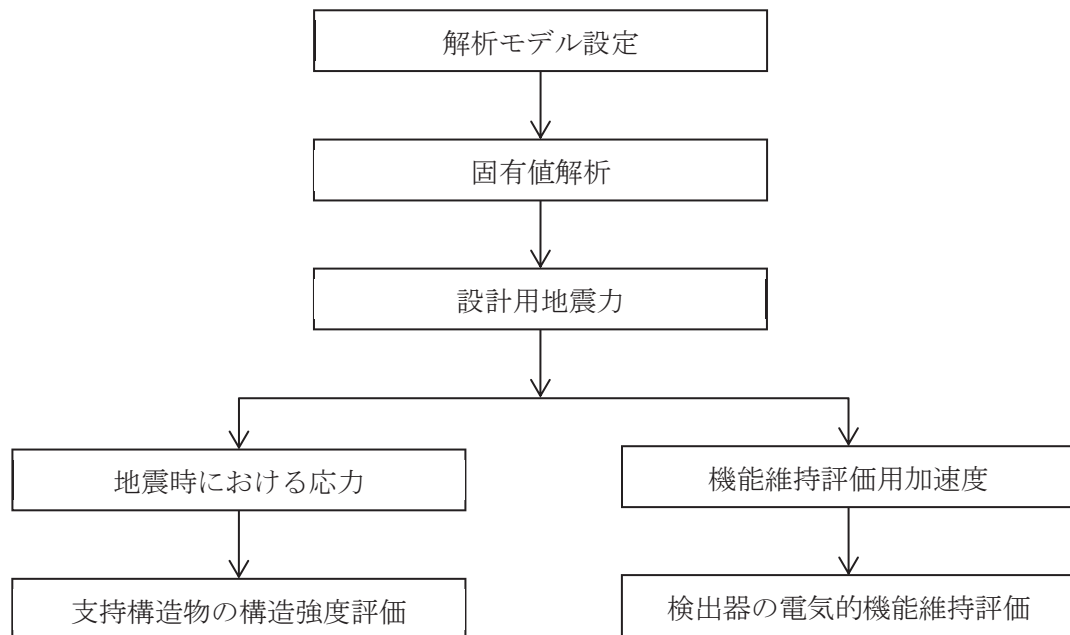 解析モデル設定
固有値解析
設計用地震力
地震時における応力
機能維持評価用加速度
支持構造物の構造強度評価
検出器の電気的機能維持評価